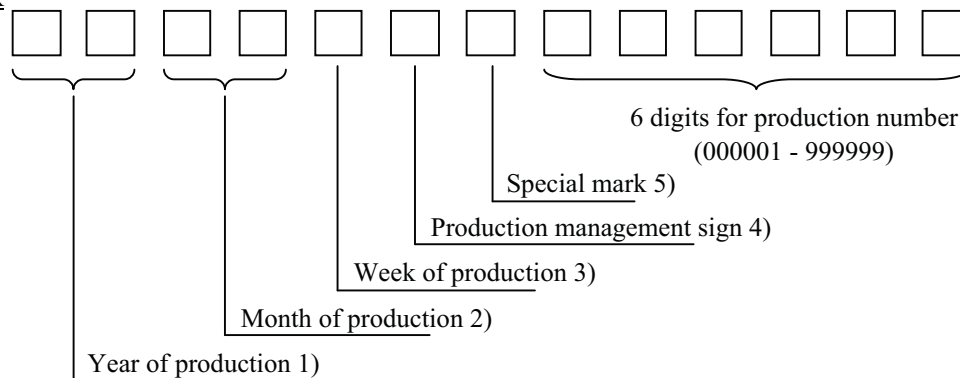 6 digits for production number
(000001 - 999999)
Special mark 5)
Production management sign 4)
Week of production 3)
Month of production 2)
Year of production 1)